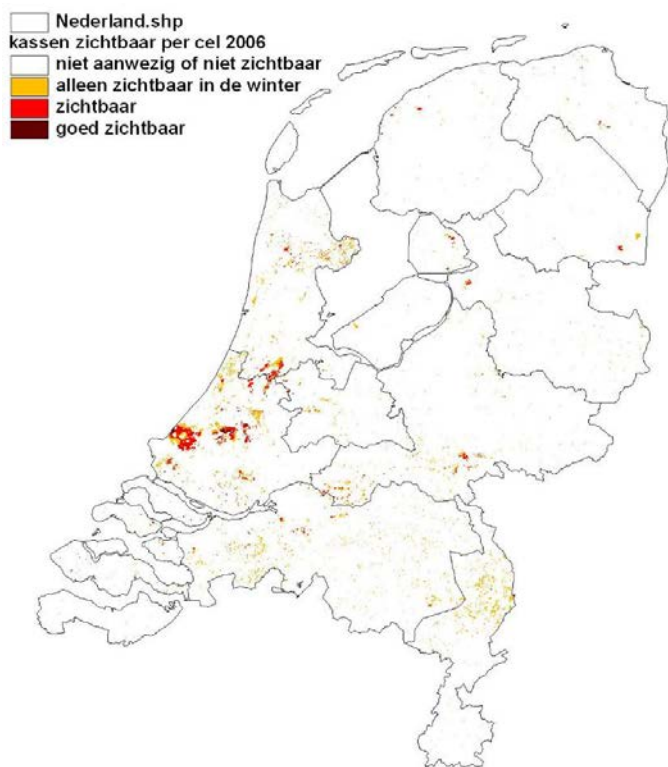 Nederland.shp
kassen zichtbaar per cel 2006
niet aanwezig of niet zichtbaar
alleen zichtbaar in de winter
zichtbaar
goed zichtbaar